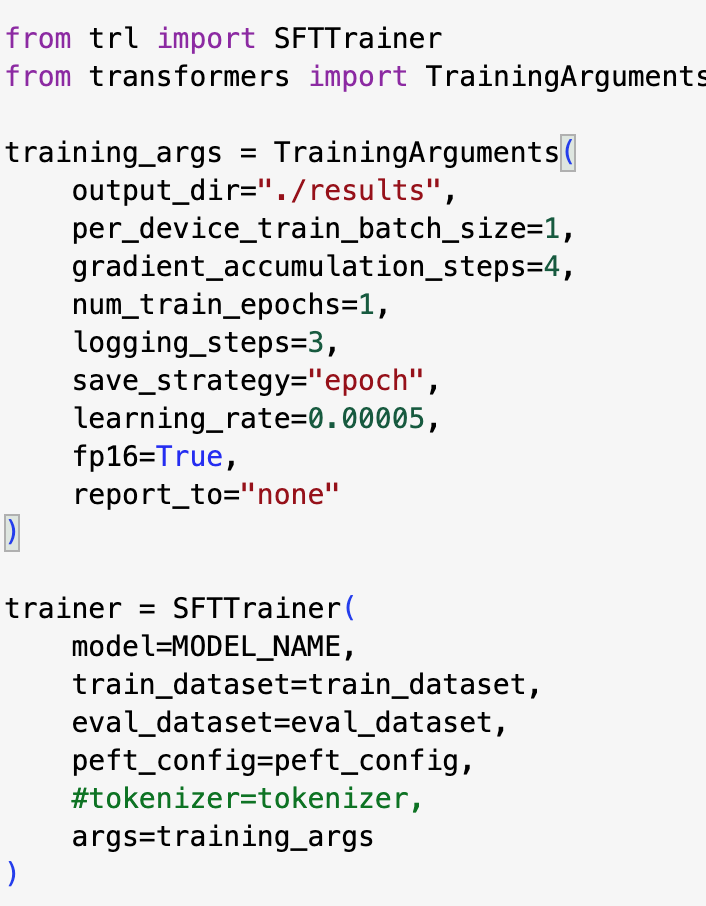 from trl import SFTTrainer
from transformers import TrainingArguments
training_args = TrainingArguments(
    output_dir="./results",
    per_device_train_batch_size=1,
    gradient_accumulation_steps=4,
    num_train_epochs=1,
    logging_steps=3,
    save_strategy="epoch",
    learning_rate=0.00005,
    fp16=True,
    report_to="none"
)
trainer = SFTTrainer(
    model=MODEL_NAME,
    train_dataset=train_dataset,
    eval_dataset=eval_dataset,
    peft_config=peft_config,
    #tokenizer=tokenizer,
    args=training_args
)